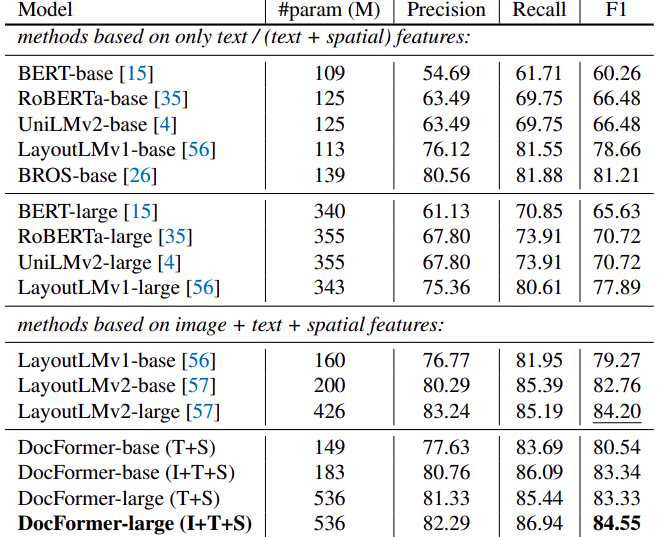 Model #param (M) Precision Recall F1
methods based on only text / (text + spatial) features:
BERT-base [15] 109 54.69 61.71 60.26
RoBERTa-base [35] 125 63.49 69.75 66.48
UniLMv2-base [4] 125 63.49 69.75 66.48
LayoutLMv1-base [56] 113 76.12 81.55 78.66
BROS-base [26] 139 80.56 81.88 81.21
BERT-large [15] 340 61.13 70.85 65.63
RoBERTa-large [35] 355 67.80 73.91 70.72
UniLMv2-large [4] 355 67.80 73.91 70.72
LayoutLMv1-large [56] 343 75.36 80.61 77.89
methods based on image + text + spatial features:
LayoutLMv1-base [56] 160 76.77 81.95 79.27
LayoutLMv2-base [57] 200 80.29 85.39 82.76
LayoutLMv2-large [57] 426 83.24 85.19 84.20
DocFormer-base (T+S) 149 77.63 83.69 80.54
DocFormer-base (I+T+S) 183 80.76 86.09 83.34
DocFormer-large (T+S) 536 81.33 85.44 83.33
DocFormer-large (I+T+S) 536 82.29 86.94 84.55